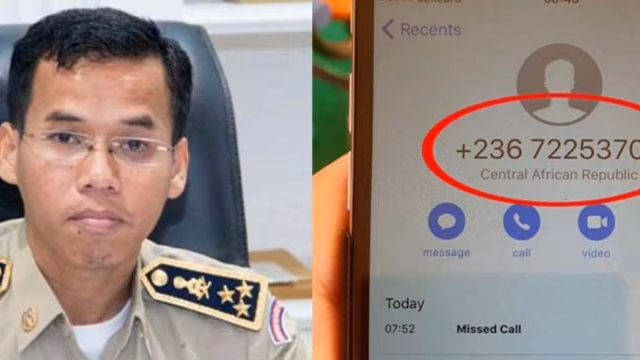 Recents
+236 7225370
Central African Republic
message
call
video
Today
07:52 Missed Call